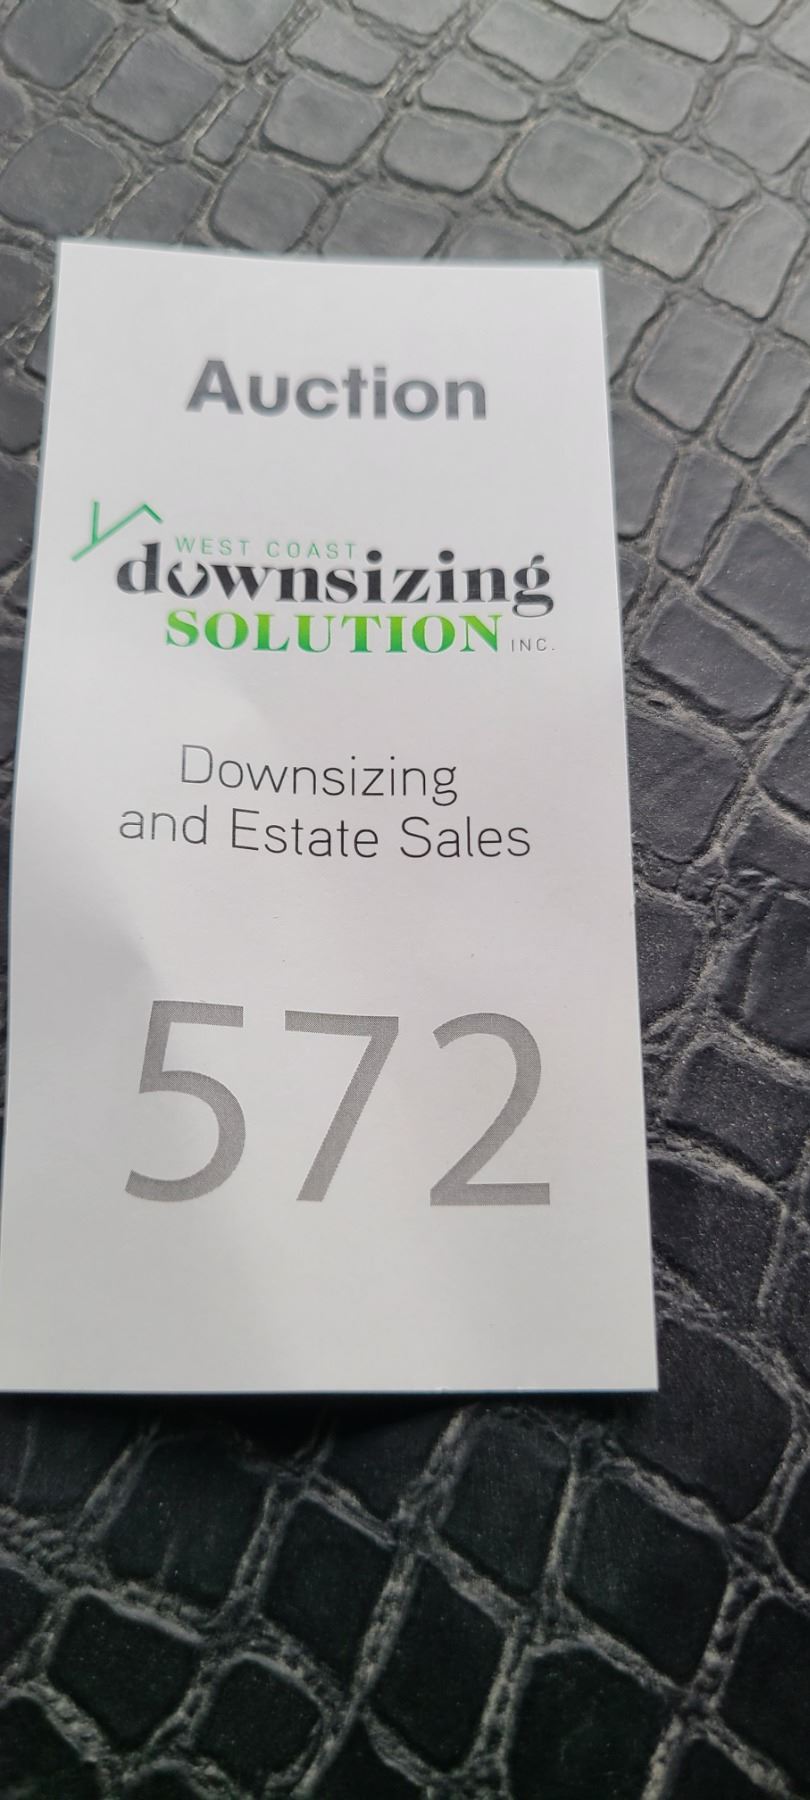 Auction
WEST COAST
downsizing
SOLUTION INC.
Downsizing
and Estate Sales
572